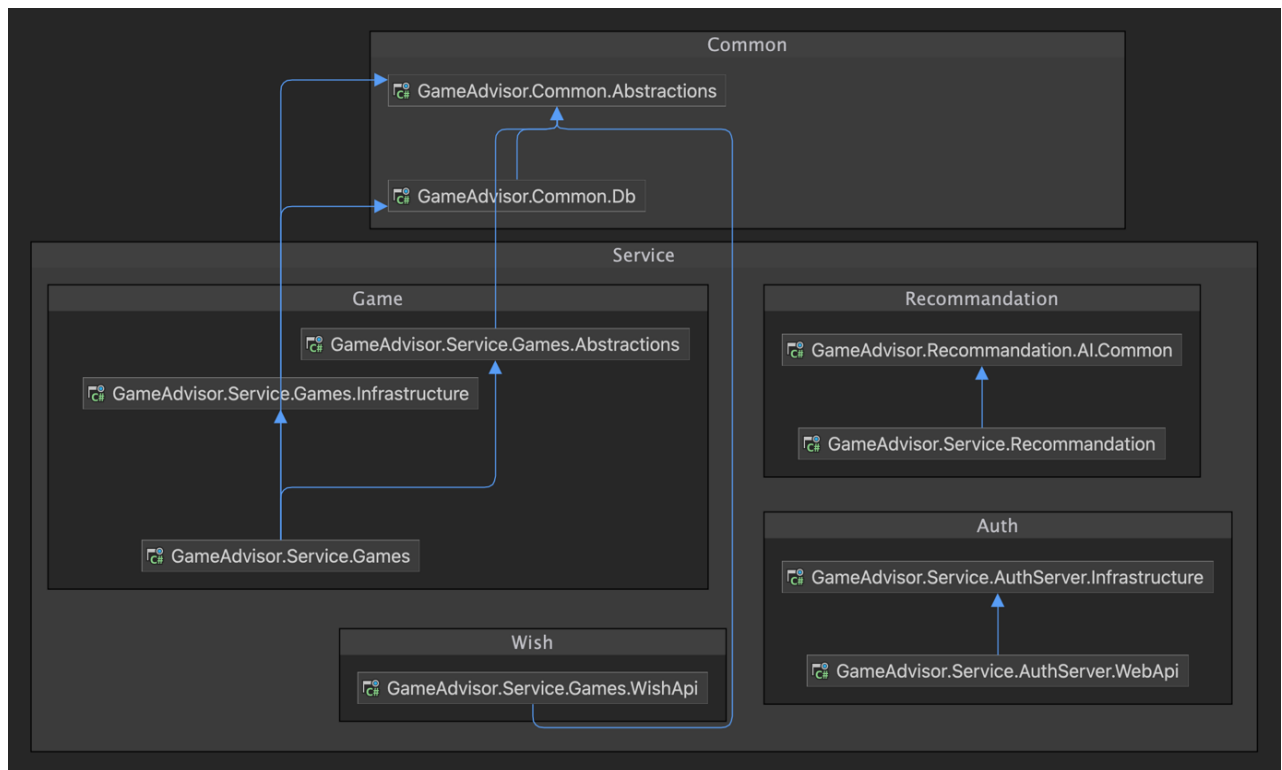 Common
GameAdvisor.Common.Abstractions
GameAdvisor.Common.Db
Service
Game
GameAdvisor.Service.Games.Abstractions
GameAdvisor.Service.Games.Infrastructure
GameAdvisor.Service.Games
Recommandation
GameAdvisor.Recommandation.AI.Common
GameAdvisor.Service.Recommandation
Auth
GameAdvisor.Service.AuthServer.Infrastructure
GameAdvisor.Service.AuthServer.WebApi
Wish
GameAdvisor.Service.Games.WishApi